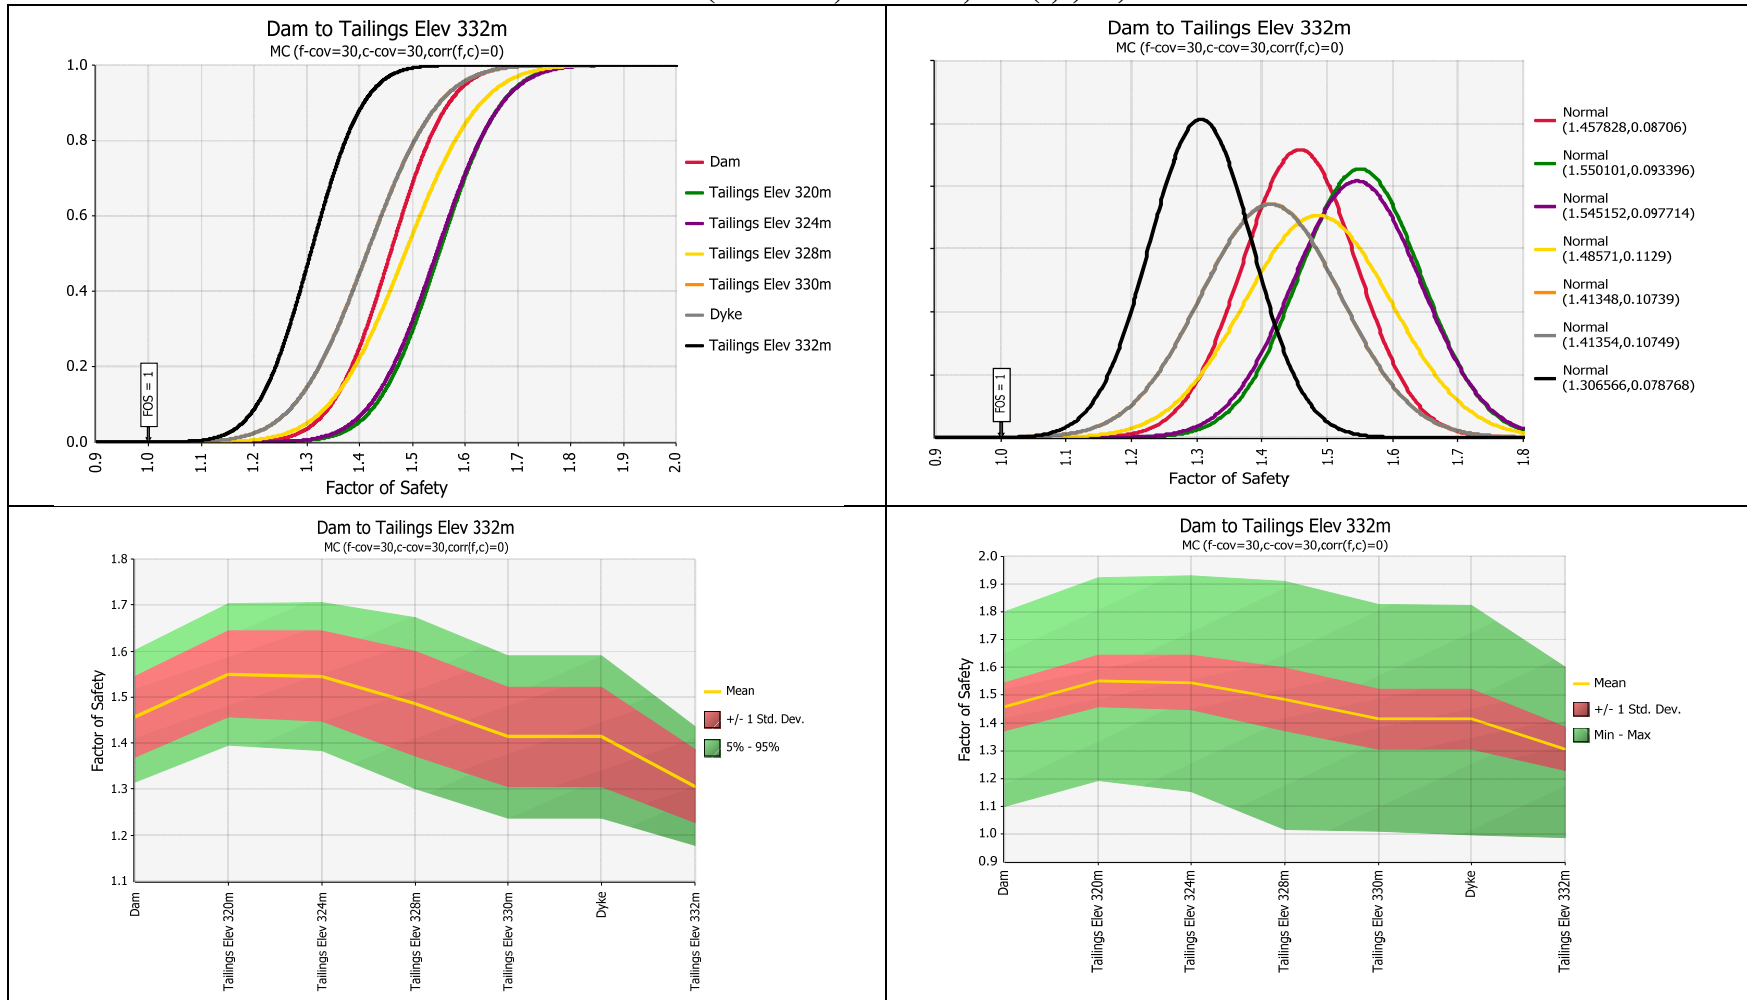 Dam to Tailings Elev 332m
MC (f-cov=30,c-cov=30,corr(f,c)=0)
1.0
0.8
0.6
0.4
0.2
0.0
FOS = 1
0.9
1.0
1.1
1.2
1.3
1.4
1.5
1.6
1.7
1.8
1.9
2.0
Factor of Safety
Dam
Tailings Elev 320m
Tailings Elev 324m
Tailings Elev 328m
Tailings Elev 330m
Dyke
Tailings Elev 332m
Dam to Tailings Elev 332m
MC (f-cov=30,c-cov=30,corr(f,c)=0)
FOS = 1
0.9
1.0
1.1
1.2
1.3
1.4
1.5
1.6
1.7
1.8
Factor of Safety
Normal
(1.457828,0.08706)
Normal
(1.550101,0.093396)
Normal
(1.545152,0.097714)
Normal
(1.48571,0.1129)
Normal
(1.41348,0.10739)
Normal
(1.41354,0.10749)
Normal
(1.306566,0.078768)
Dam to Tailings Elev 332m
MC (f-cov=30,c-cov=30,corr(f,c)=0)
Factor of Safety
1.8
1.7
1.6
1.5
1.4
1.3
1.2
1.1
Dam
Tailings Elev 320m
Tailings Elev 324m
Tailings Elev 328m
Tailings Elev 330m
Dyke
Tailings Elev 332m
Mean
+/- 1 Std. Dev.
5% - 95%
Dam to Tailings Elev 332m
MC (f-cov=30,c-cov=30,corr(f,c)=0)
Factor of Safety
2.0
1.9
1.8
1.7
1.6
1.5
1.4
1.3
1.2
1.1
1.0
0.9
Dam
Tailings Elev 320m
Tailings Elev 324m
Tailings Elev 328m
Tailings Elev 330m
Dyke
Tailings Elev 332m
Mean
+/- 1 Std. Dev.
Min - Max